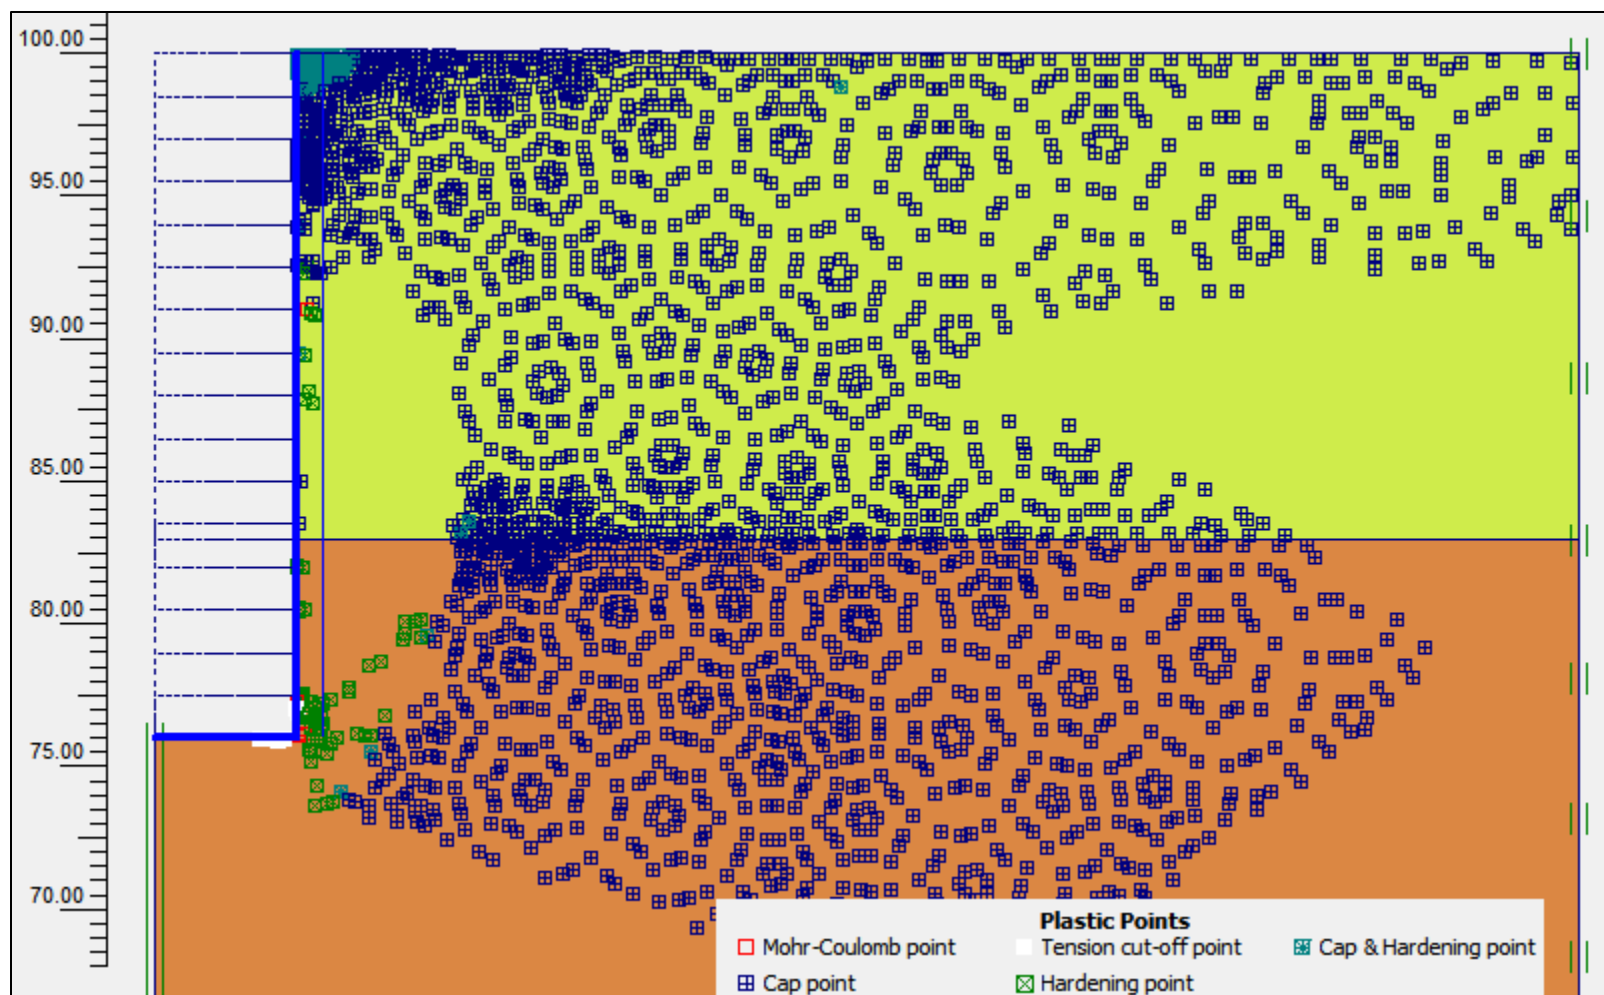 100.00
95.00
90.00
85.00
80.00
75.00
70.00
Plastic Points
Mohr-Coulomb point
Tension cut-off point
Cap & Hardening point
Cap point
Hardening point